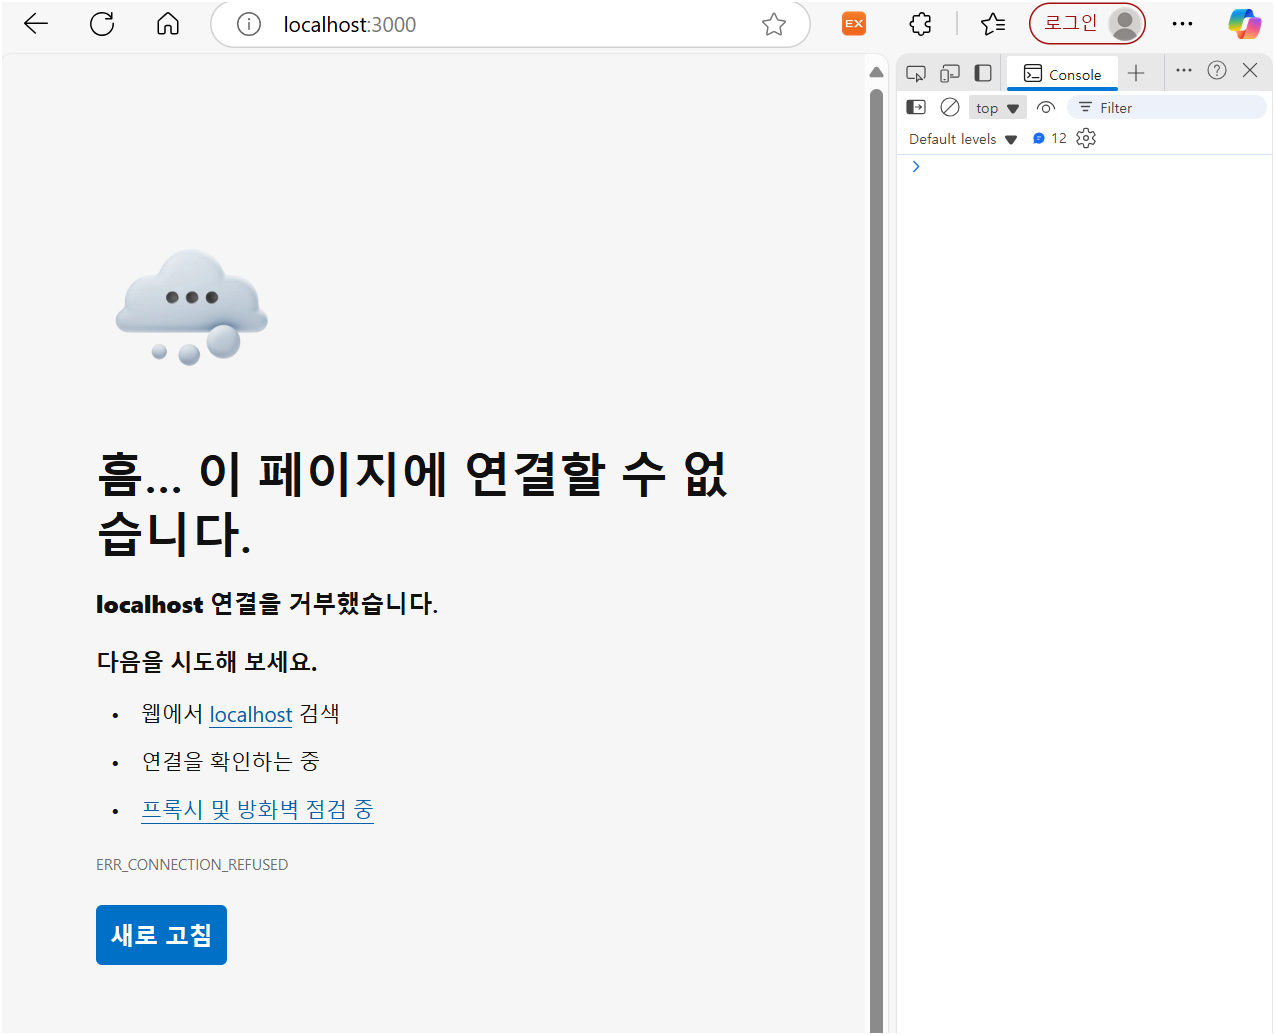 localhost:3000
EX
로그인
Console
top
Filter
Default levels
12
흠... 이 페이지에 연결할 수 없
습니다.
localhost 연결을 거부했습니다.
다음을 시도해 보세요.
• 웹에서 localhost 검색
• 연결을 확인하는 중
• 프록시 및 방화벽 점검 중
ERR_CONNECTION_REFUSED
새로 고침